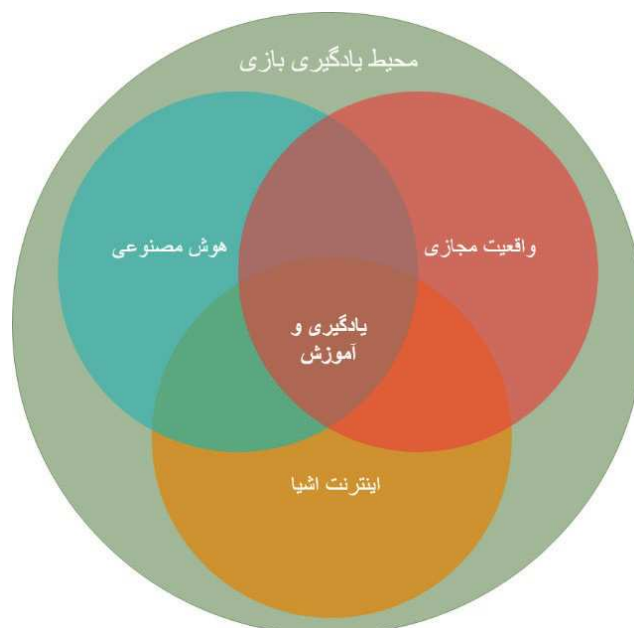 محیط یادگیری بازی
واقعیت مجازی
هوش مصنوعی
یادگیری و
آموزش
اینترنت اشیا